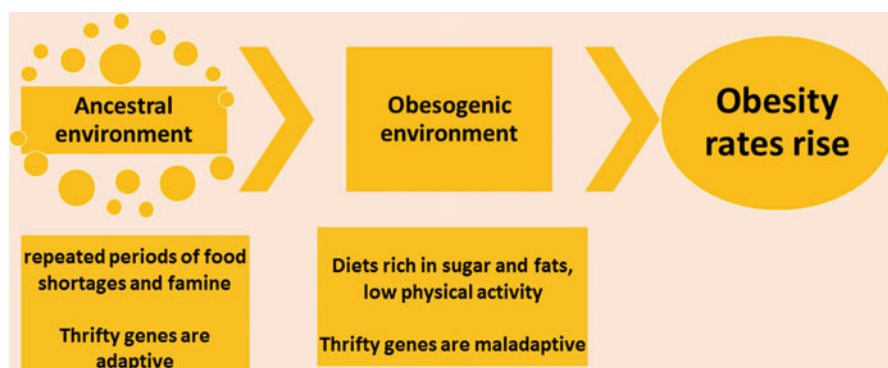 Ancestral
environment
Obesogenic
environment
Obesity
rates rise
repeated periods of food
shortages and famine
Thrifty genes are
adaptive
Diets rich in sugar and fats,
low physical activity
Thrifty genes are maladaptive